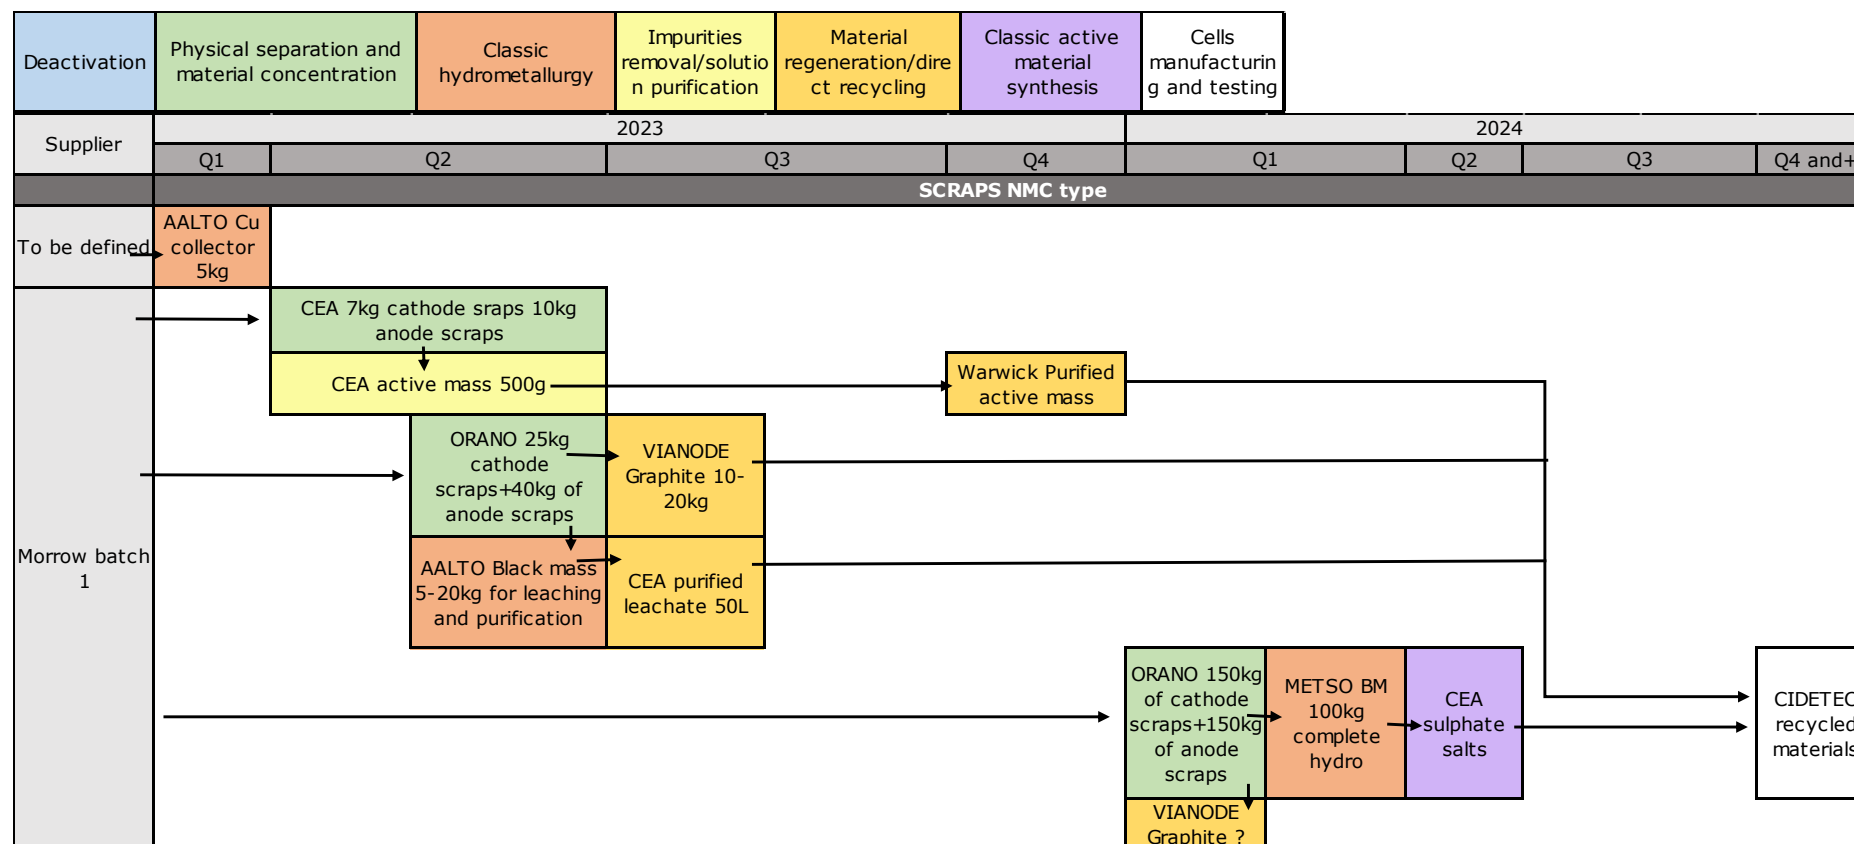 Deactivation
Physical separation and
material concentration
Classic
hydrometallurgy
Impurities
removal/solutio
n purification
Material
regeneration/dire
ct recycling
Classic active
material
synthesis
Cells
manufacturin
g and testing
Supplier
2023
2024
Q1
Q2
Q3
Q4
Q1
Q2
Q3
Q4 and+
SCRAPS NMC type
To be defined
AALTO Cu
collector
5kg
Morrow batch
1
CEA 7kg cathode sraps 10kg
anode scraps
CEA active mass 500g
Warwick Purified
active mass
ORANO 25kg
cathode
scraps+40kg of
anode scraps
VIANODE
Graphite 10-
20kg
AALTO Black mass
5-20kg for leaching
and purification
CEA purified
leachate 50L
ORANO 150kg
of cathode
scraps+150kg
of anode
scraps
METSO BM
100kg
complete
hydro
CEA
sulphate
salts
CIDETEC
recycled
materials
VIANODE
Graphite ?